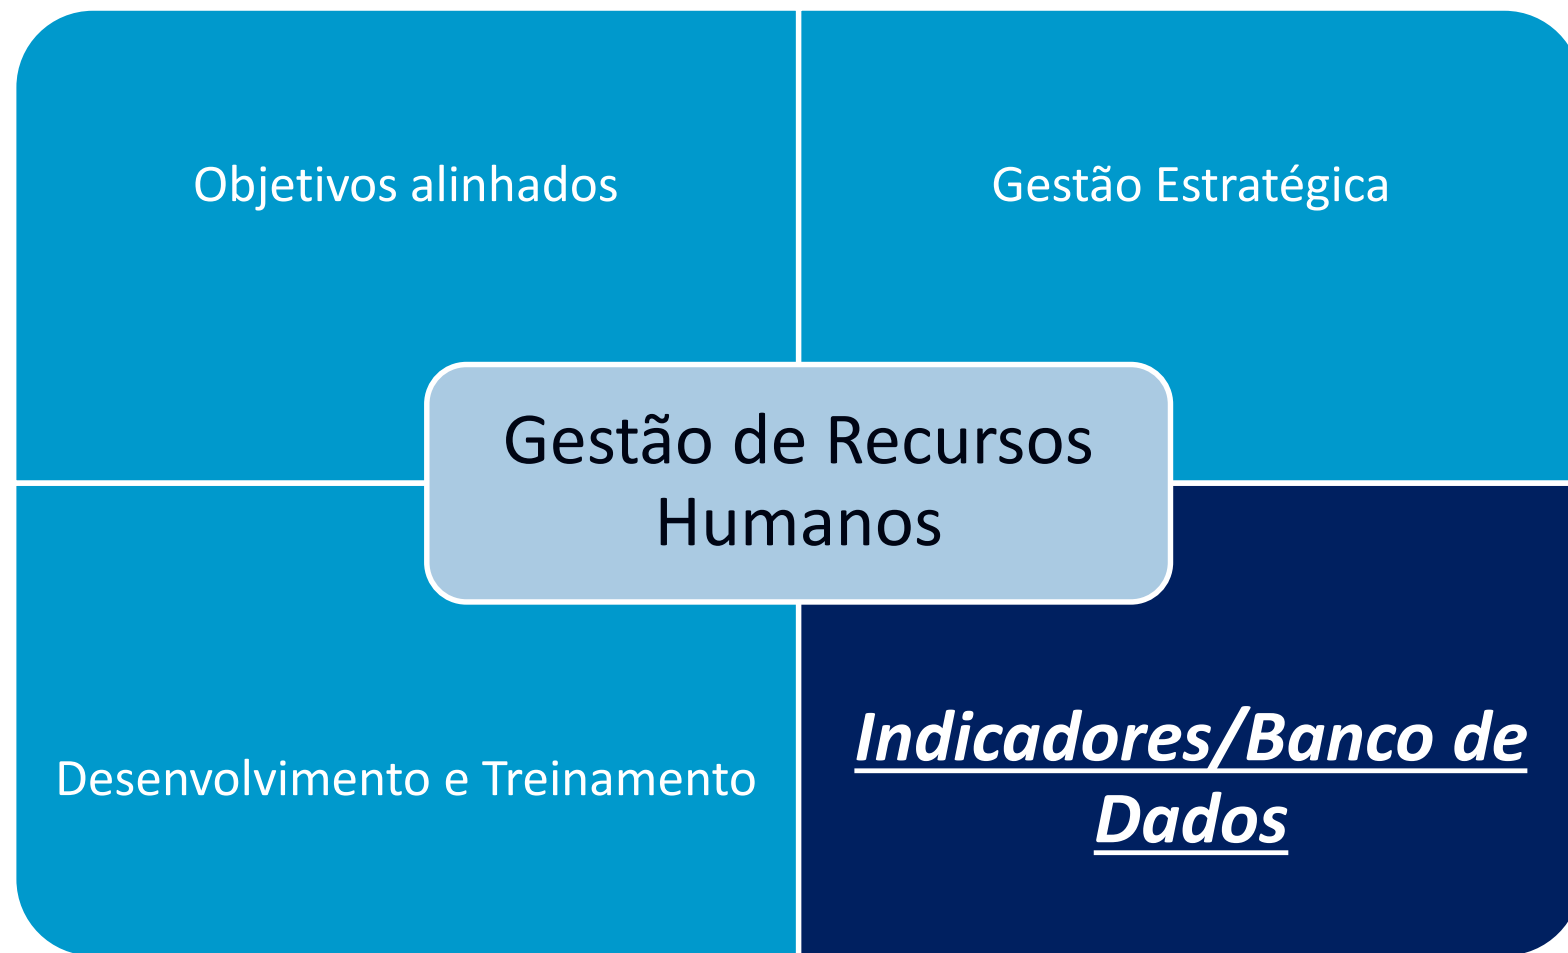 Objetivos alinhados
Gestão Estratégica
Gestão de Recursos
Humanos
Desenvolvimento e Treinamento
Indicadores/Banco de
Dados